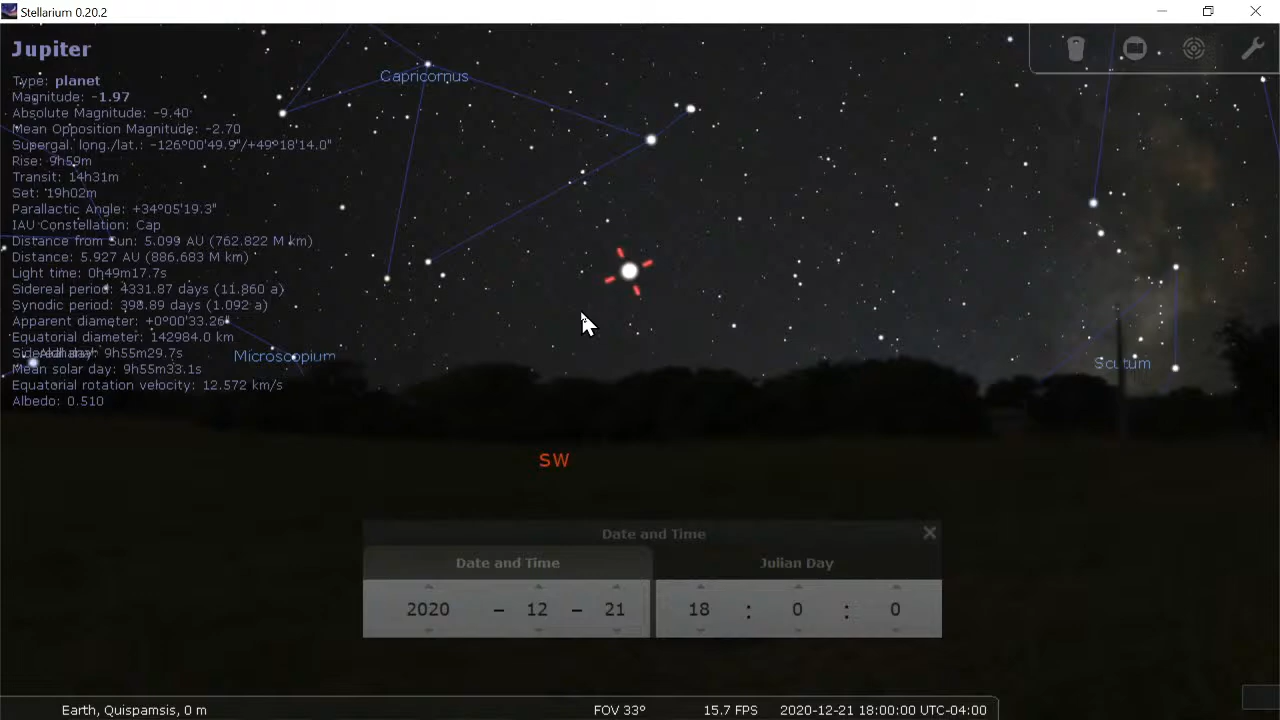 Stellarium 0.20.2
Jupiter
Type: planet
Magnitude: -1.97
Absolute Magnitude: -9.40
Mean Opposition Magnitude: -2.70
Supergal. long./lat.: -126°00'49.9"/+49°18'14.0"
Rise: 9h59m
Transit: 14h31m
Set: 19h02m
Parallactic Angle: +34°05'19.3"
IAU Constellation: Cap
Distance from Sun: 5.099 AU (762.822 M km)
Distance: 5.927 AU (886.683 M km)
Light time: 0h49m17.7s
Sidereal period: 4331.87 days (11.860 a)
Synodic period: 398.89 days (1.092 a)
Apparent diameter: +0°00'33.26"
Equatorial diameter: 142984.0 km
Sidereal day: 9h55m29.7s
Mean solar day: 9h55m33.1s
Equatorial rotation velocity: 12.572 km/s
Albedo: 0.510
Capricornus
Microscopium
Scutum
SW
Date and Time
Date and Time
Julian Day
2020 - 12 - 21 18 : 0 : 0
Earth, Quispamsis, 0 m
FOV 33°
15.7 FPS
2020-12-21 18:00:00 UTC-04:00